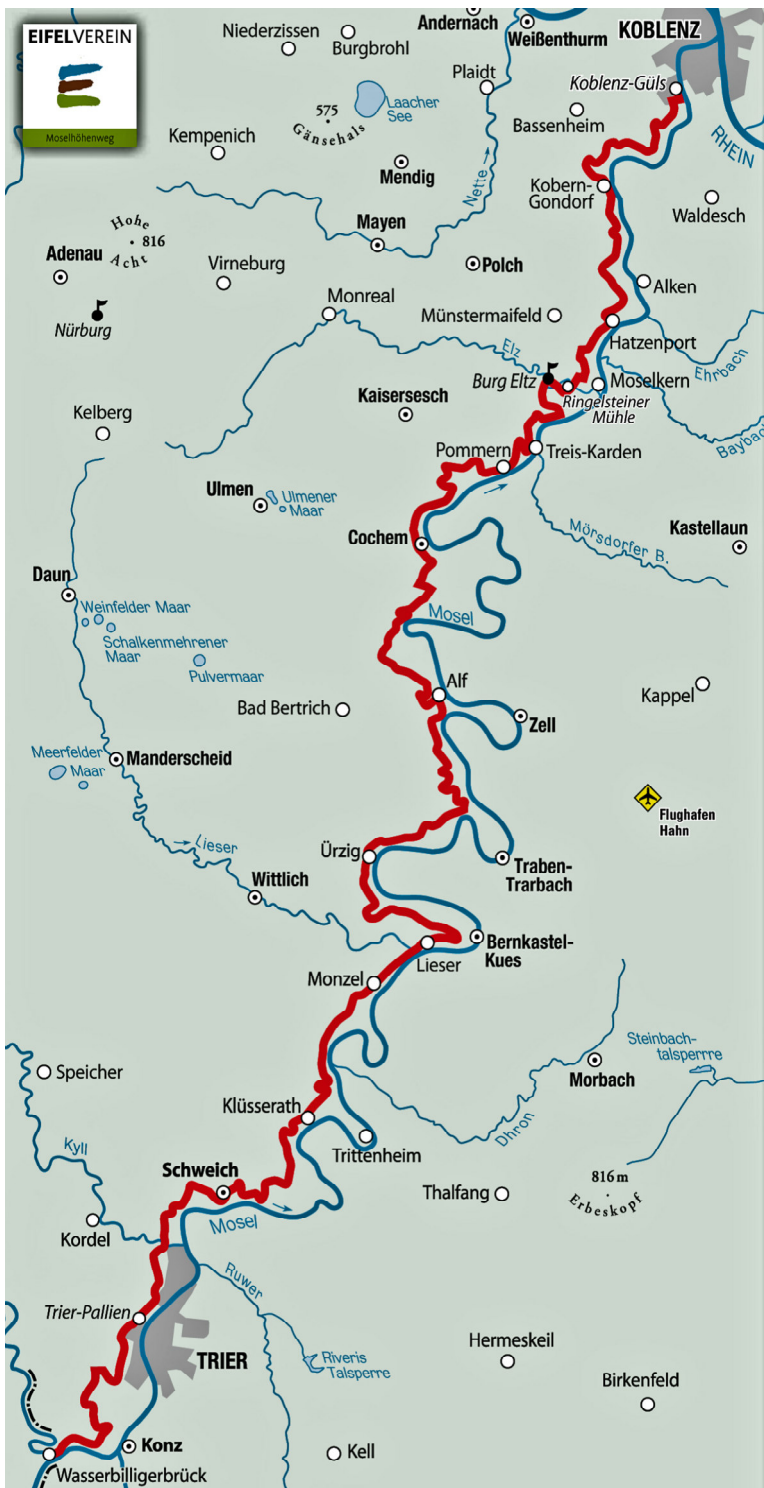 EIFELVEREIN
Moselhöhenweg
Andernach
KOBLENZ
Niederzissen
Burgbrohl
Weißenthurm
Plaidt
Koblenz-Güls
Laacher
See
575
Gänsehals
Bassenheim
RHEIN
Kempenich
Mendig
Nette
Kobern-
Gondorf
Waldesch
Hohe
816
Acht
Mayen
Adenau
Virneburg
Polch
Alken
Monreal
Münstermaifeld
Nürburg
Hatzenport
Elz
Ehrbach
Burg Eltz
Moselkern
Ringelsteiner
Mühle
Kaisersesch
Kelberg
Baybach
Pommern
Treis-Karden
Ulmen
Ulmener
Maar
Mörsdorfer B.
Kastellaun
Cochem
Daun
Weinfelder Maar
Mosel
Schalkenmehrener
Maar
Pulvermaar
Alf
Kappel
Bad Bertrich
Zell
Meerfelder
Maar
Manderscheid
Flughafen
Hahn
Lieser
Ürzig
Traben-
Trarbach
Wittlich
Bernkastel-
Kues
Lieser
Monzel
Steinbach-
talsperrre
Speicher
Morbach
Klüsserath
Dhron
Kyll
Trittenheim
Schweich
816 m
Erbeskopf
Thalfang
Mosel
Kordel
Ruwer
Trier-Pallien
Hermeskeil
TRIER
Riveris
Talsperre
Birkenfeld
Konz
Kell
Wasserbilligerbrück